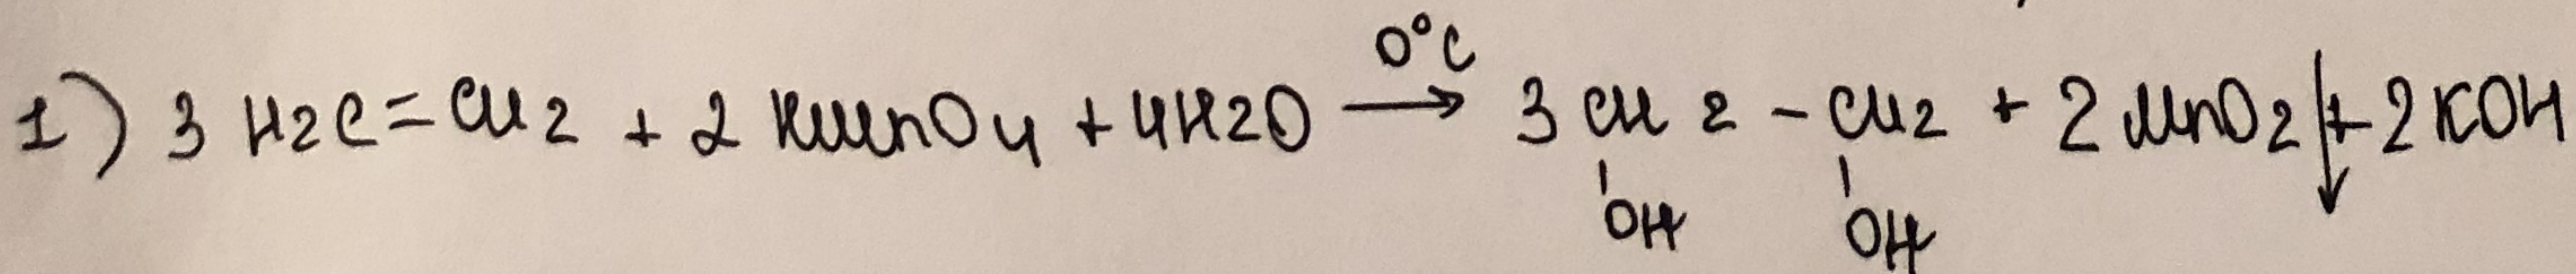 0°C
1) 3 H2C=CH2 + 2 KMnO4 + 4H2O → 3 CH2 - CH2 + 2 MnO2↓ + 2 KOH
OH OH